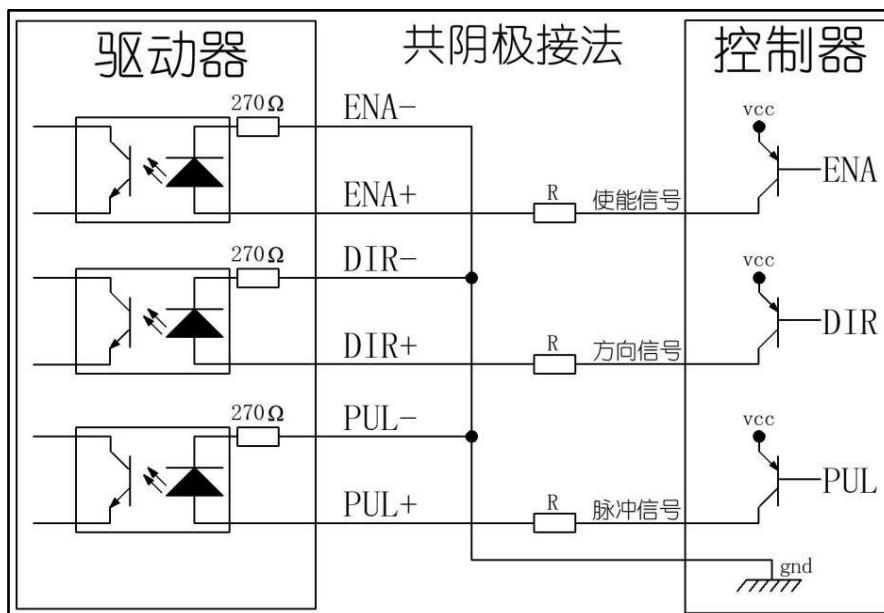 驱动器
共阴极接法
控制器
270Ω
ENA-
vcc
ENA
ENA+
R
使能信号
270Ω
DIR-
vcc
DIR
DIR+
R
方向信号
270Ω
PUL-
vcc
PUL
PUL+
R
脉冲信号
gnd